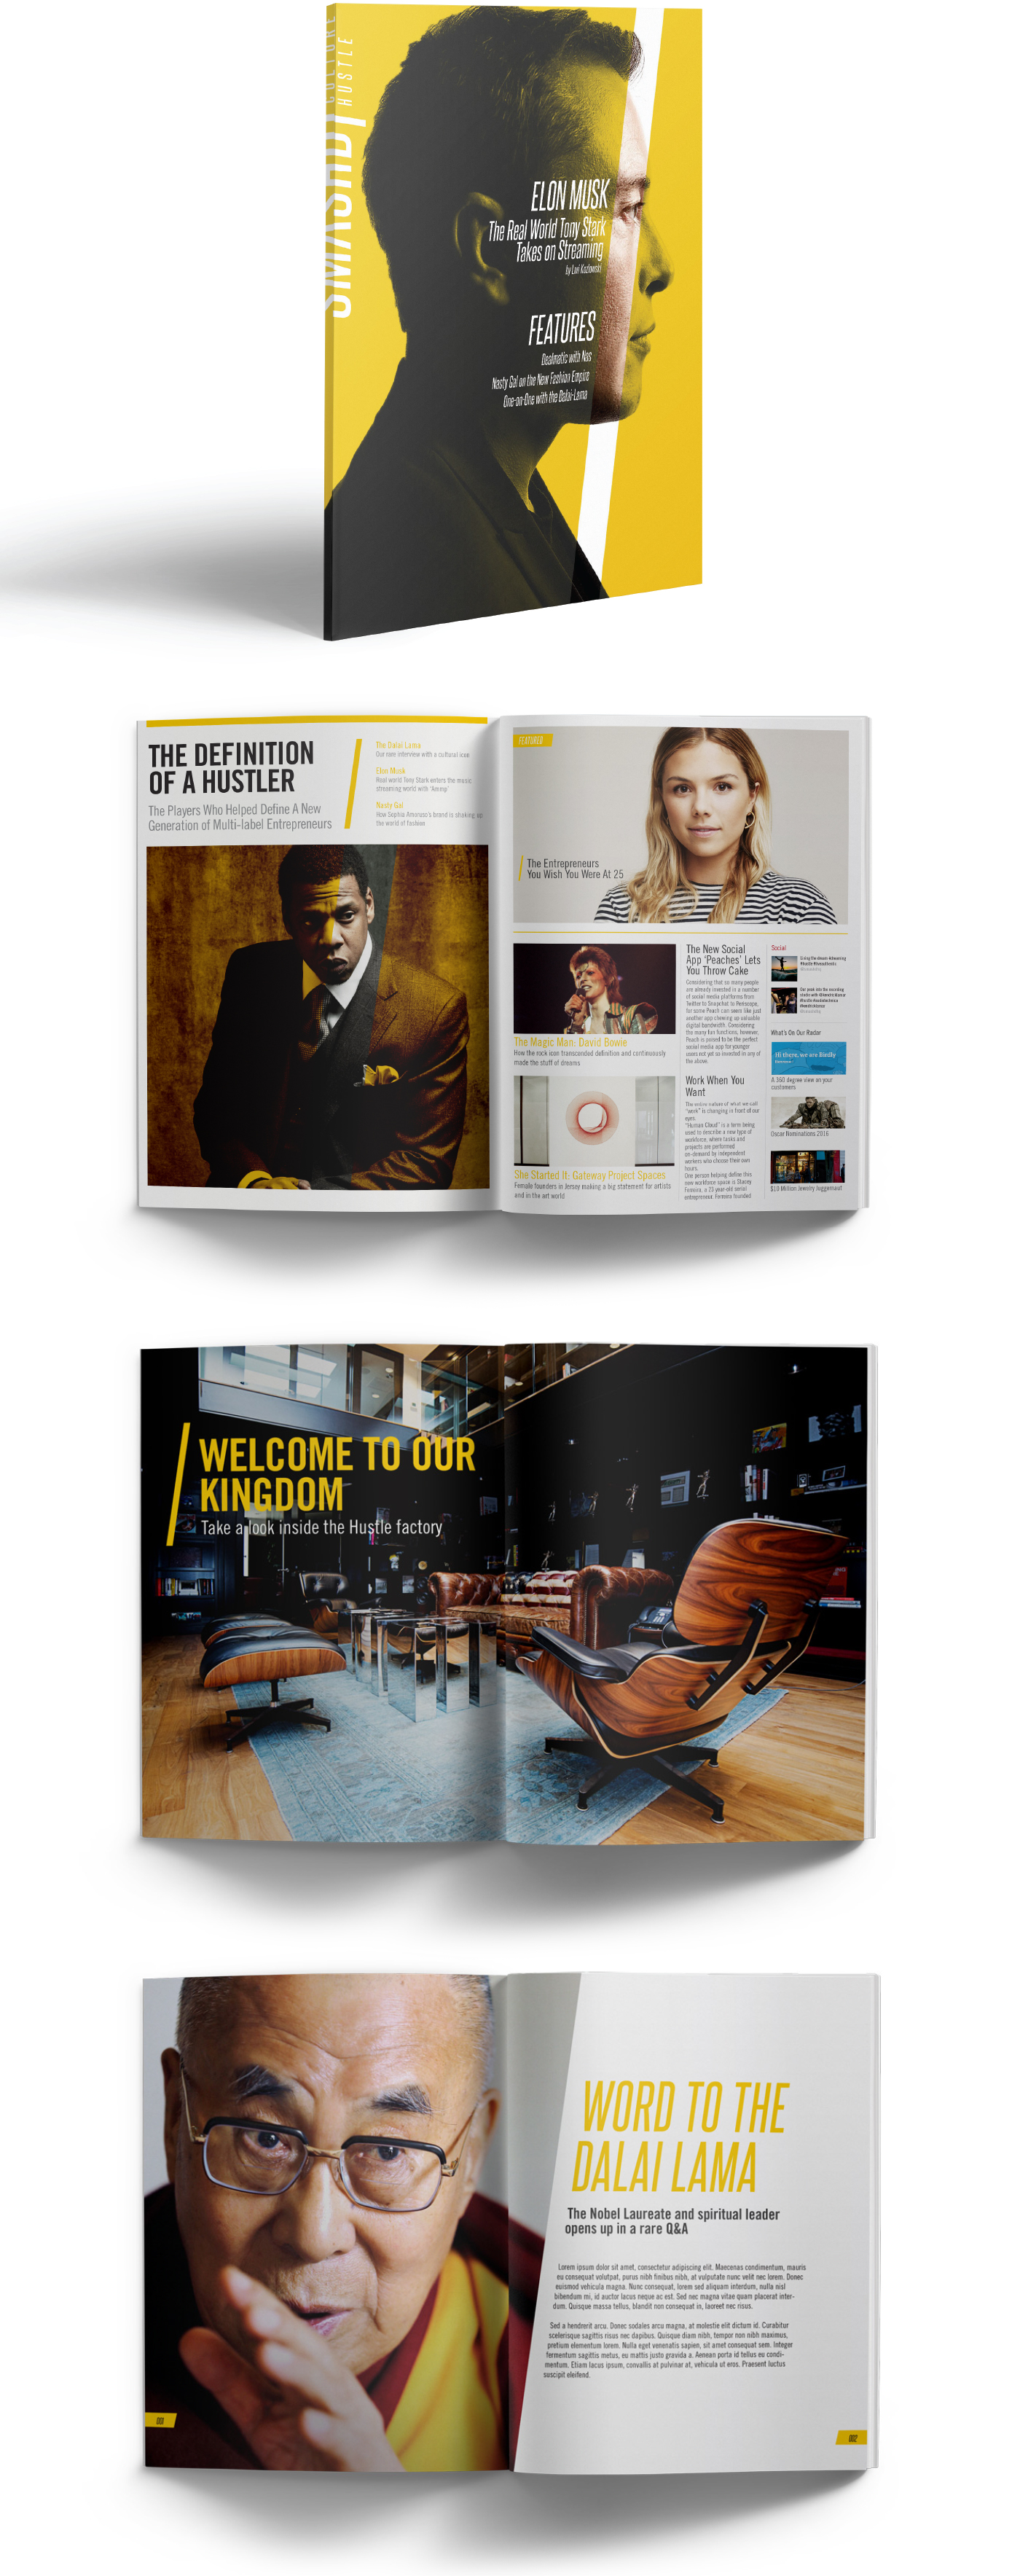 SMASHD
CULTURE
HUSTLE
ELON MUSK
The Real World Tony Stark
Takes on Streaming
by Lori Kozlowski
FEATURES
Dealmatic with Nas
Nasty Gal on the New Fashion Empire
One-on-One with the Dalai-Lama
THE DEFINITION
OF A HUSTLER
The Players Who Helped Define A New
Generation of Multi-label Entrepreneurs
The Dalai Lama
Our rare interview with a cultural icon
Elon Musk
Real world Tony Stark enters the music
streaming world with
Nasty Gal
How Sophia Amoruso's brand is shaking up
the world of fashion
FEATURED
The Entrepreneurs
You Wish You Were At 25
The Magic Man: David Bowie
How the rock icon transcended definition and continuously
made the stuff of dreams
She Started It: Gateway Project Spaces
Female founders in Jersey making a big statement for artists
and in the art world
The New Social
App 'Peaches' Lets
You Throw Cake
Considering that so many people
are already invested in a number
of social media platforms from
Twitter to Snapchat to Periscope,
for some Peach can seem like just
another app chewing up valuable
digital bandwidth. Considering
the many fun functions, however,
Peach is poised to be the perfect
social media app for younger
users not yet so invested in any of
the above.
Work When You
Want
The entire nature of what we call
"work" is changing in front of our
eyes.
"Human Cloud" is a term being
used to describe a new type of
workforce, where tasks and
projects are performed
on-demand by independent
workers who choose their own
hours.
One person helping define this
new workforce space is Stacey
Ferreira, a 23 year-old serial
entrepreneur. Ferreira founded
Social
What's On Our Radar
Hi there, we are Bindly
A 360 degree view on your
customers
Oscar Nominations 2016
$10 Million Jewelry Juggernaut
WELCOME TO OUR
KINGDOM
Take a look inside the Hustle factory
WORD TO THE
DALAI LAMA
The Nobel Laureate and spiritual leader
opens up in a rare Q&A
Lorem ipsum dolor sit amet, consectetur adipiscing elit. Maecenas condimentum, mauris
eu consequat volutpat, purus nibh finibus nibh, at vulputate nunc velit nec lorem. Donec
euismod vehicula magna. Nunc consequat, lorem sed aliquam interdum, nulla nisl
bibendum mi, id auctor lacus neque ac est. Sed nec magna vitae quam placerat inter-
dum. Quisque massa tellus, blandit non consequat in, laoreet nec risus.
Sed a hendrerit arcu. Donec sodales arcu magna, at molestie elit dictum id. Curabitur
scelerisque sagittis risus nec dapibus. Quisque diam nibh, tempor non nibh maximus,
pretium elementum lorem. Nulla eget venenatis sapien, sit amet consequat sem. Integer
fermentum sagittis metus, eu mattis justo gravida a. Aenean porta id tellus eu condi-
mentum. Etiam lacus ipsum, convallis at pulvinar at, vehicula ut eros. Praesent luctus
suscipit eleifend.
001
002